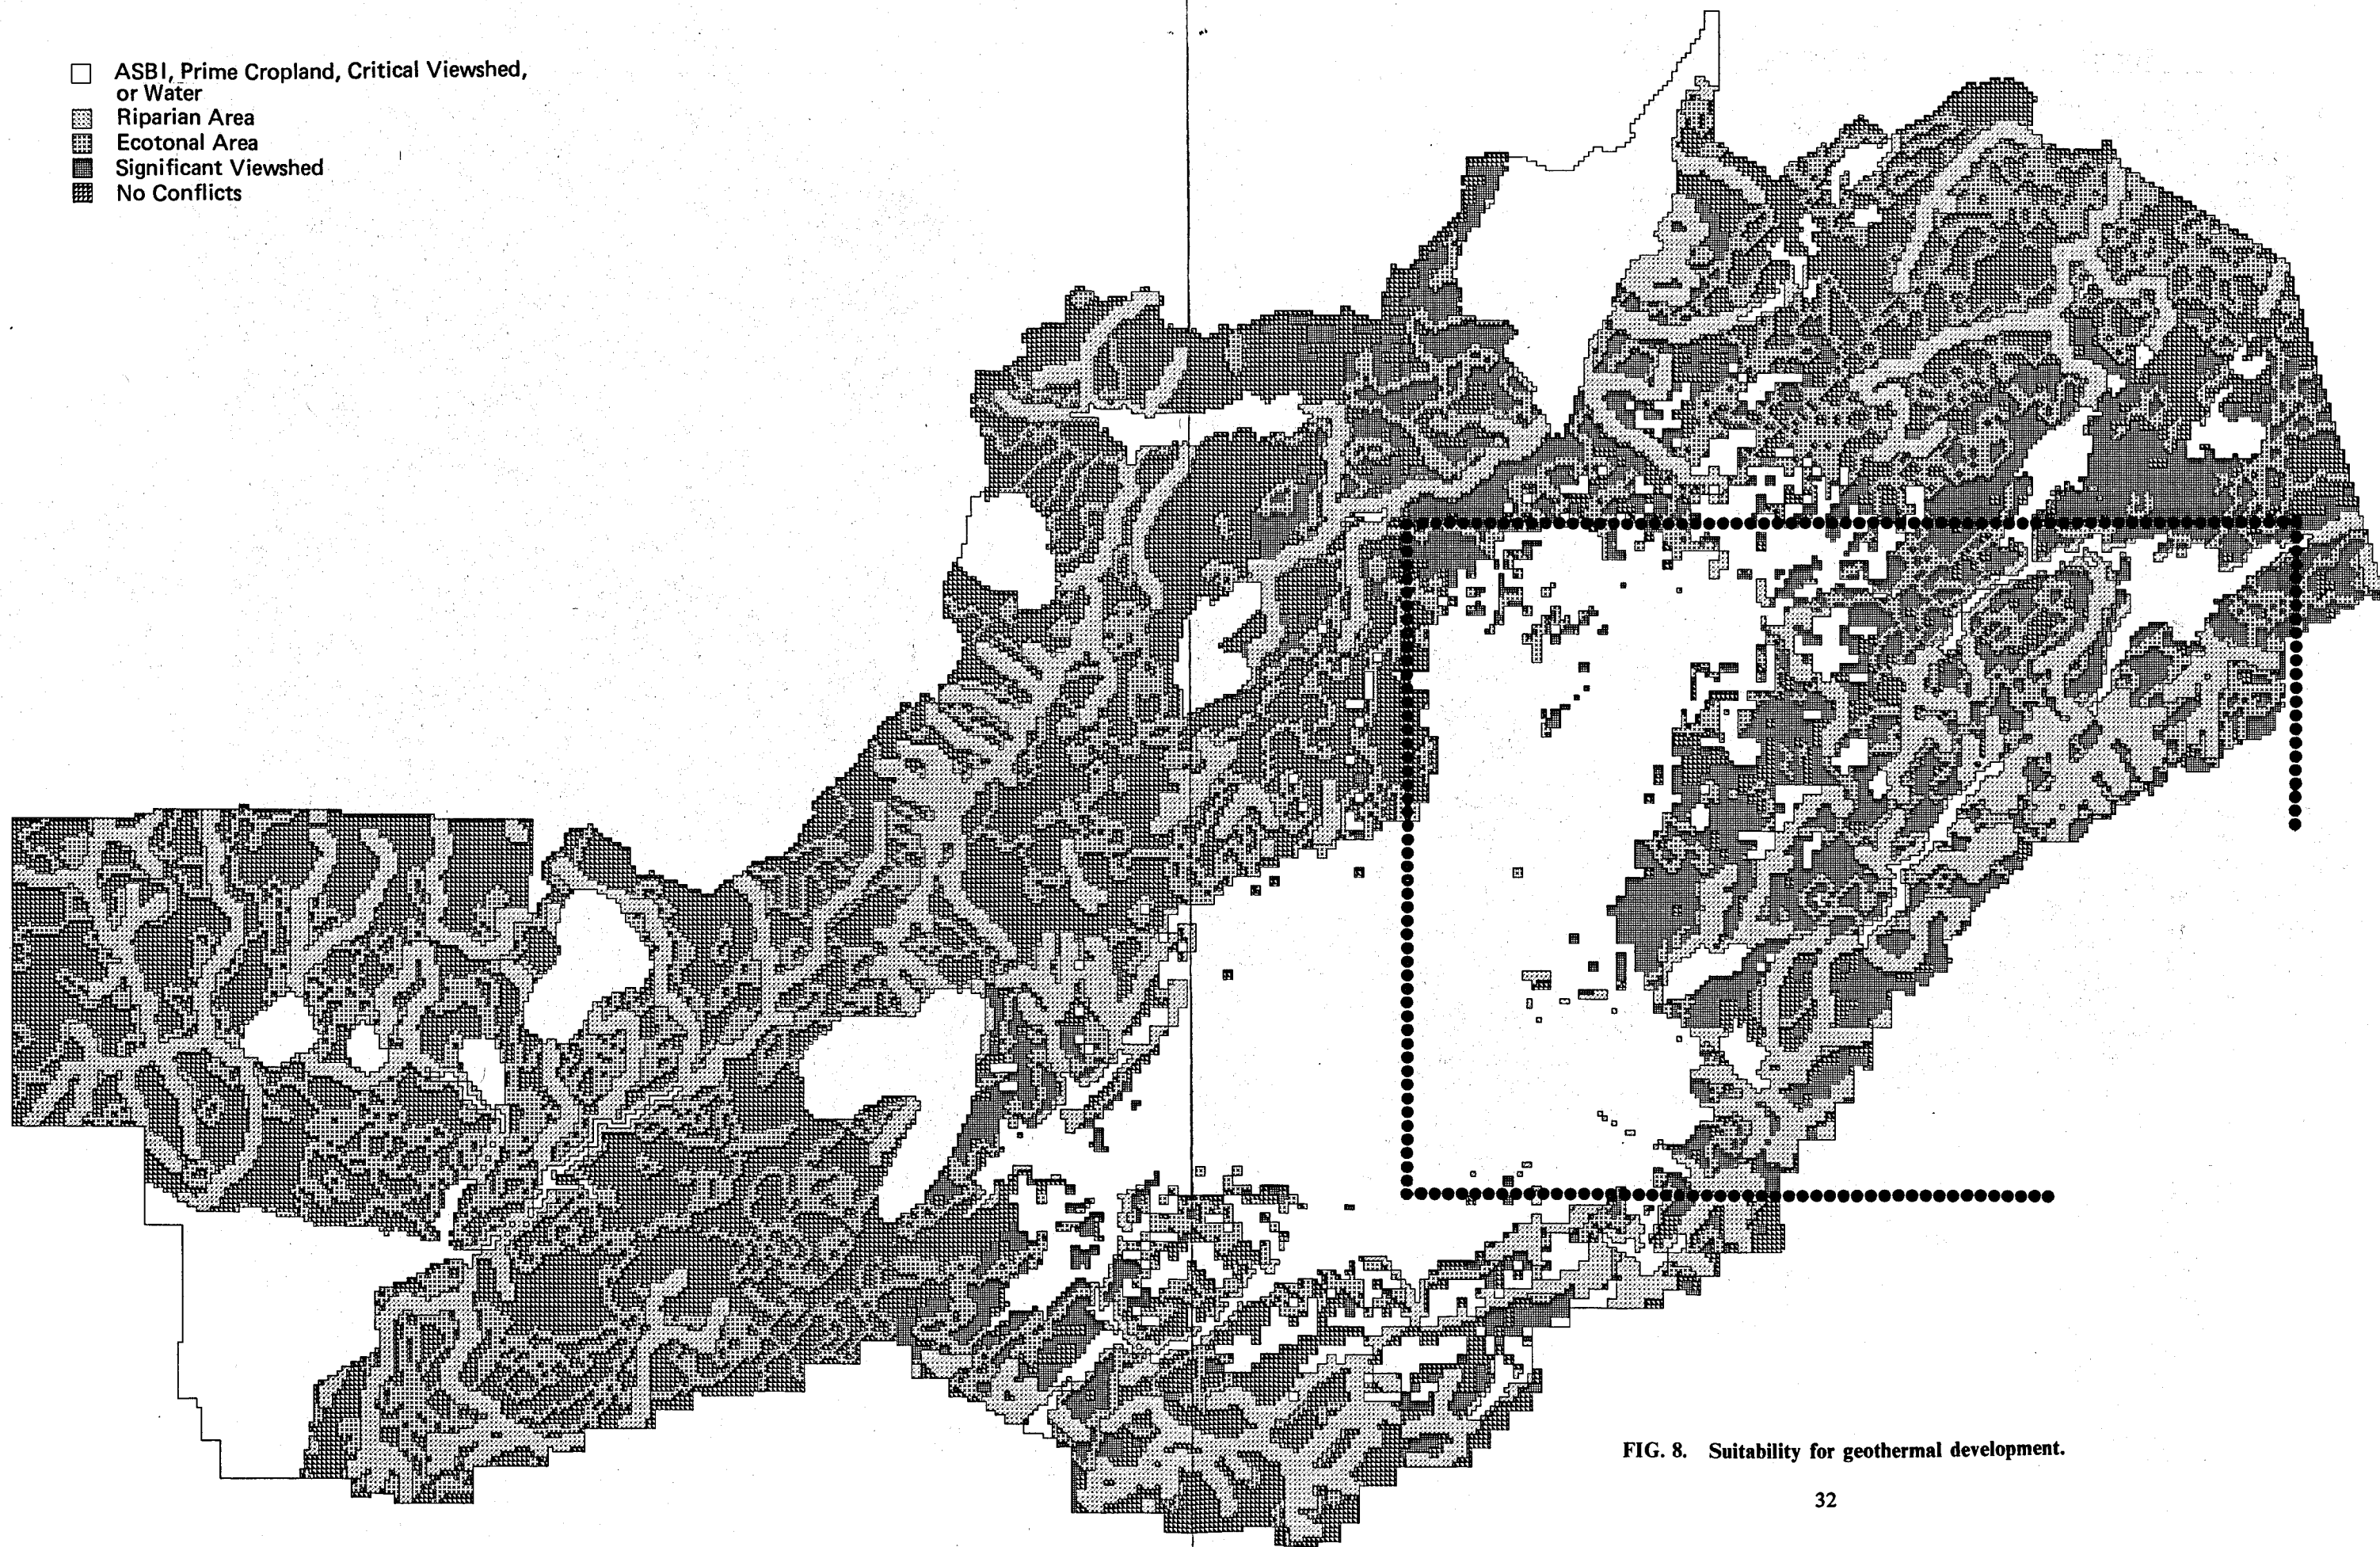 ASBI, Prime Cropland, Critical Viewshed,
or Water
Riparian Area
Ecotonal Area
Significant Viewshed
No Conflicts
FIG. 8. Suitability for geothermal development.
32